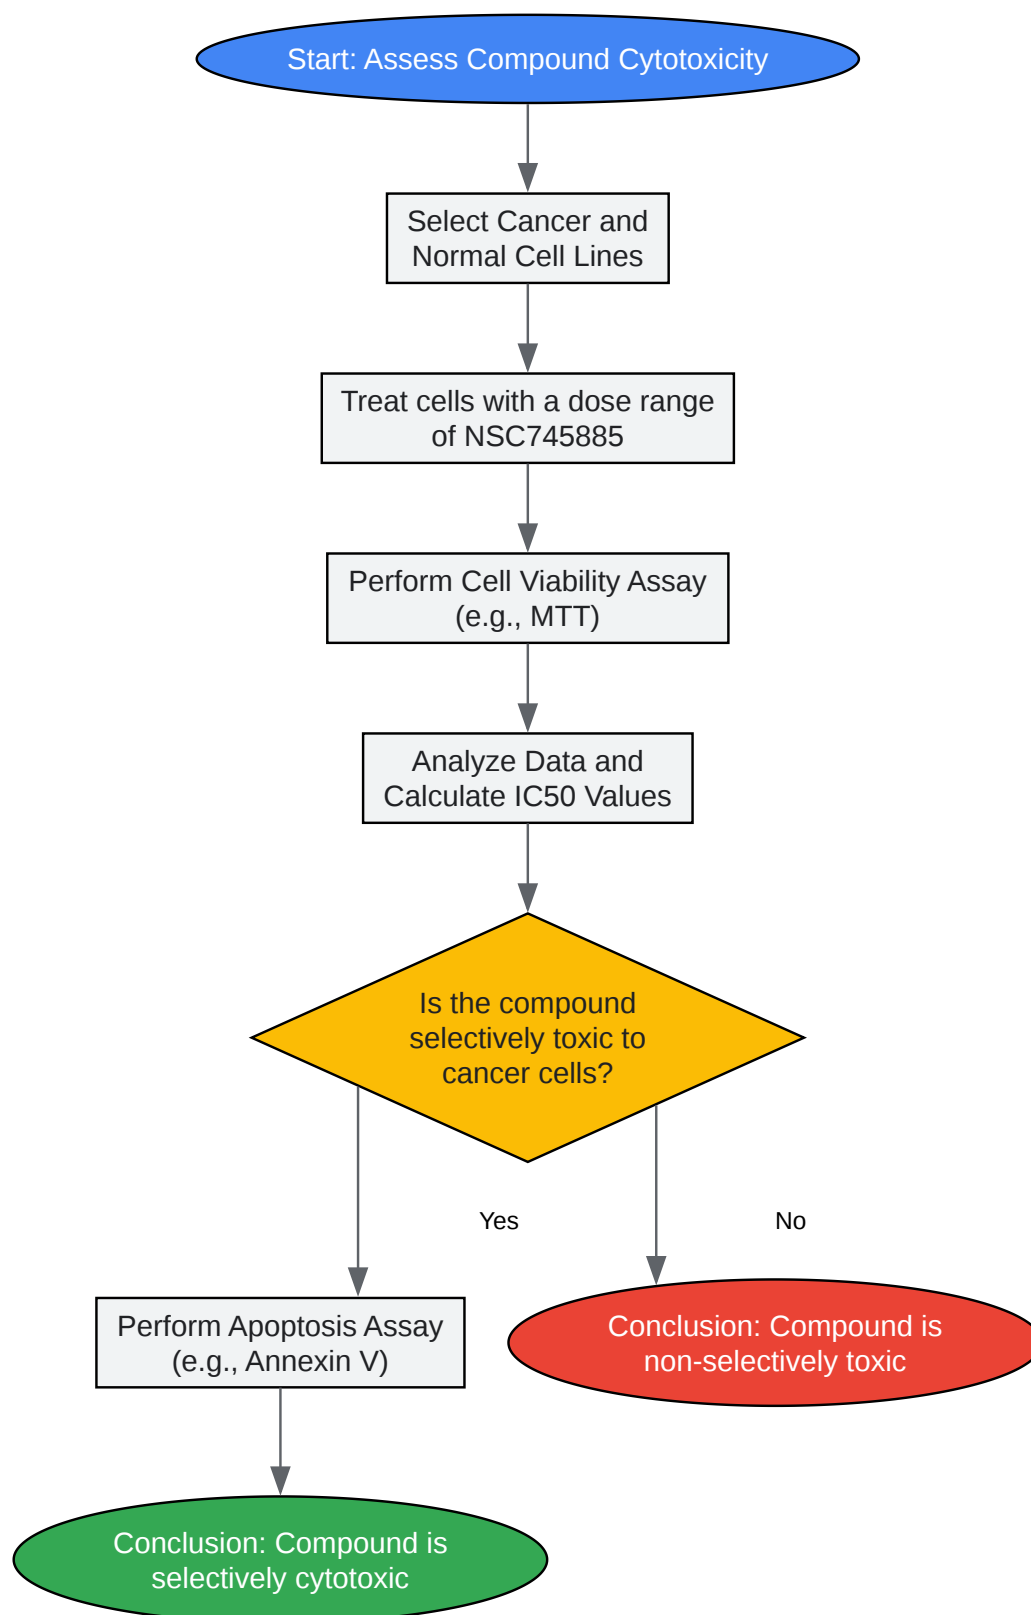 Start: Assess Compound Cytotoxicity
Select Cancer and
Normal Cell Lines
Treat cells with a dose range
of NSC745885
Perform Cell Viability Assay
(e.g., MTT)
Analyze Data and
Calculate IC50 Values
Is the compound
selectively toxic to
cancer cells?
Yes
No
Perform Apoptosis Assay
(e.g., Annexin V)
Conclusion: Compound is
non-selectively toxic
Conclusion: Compound is
selectively cytotoxic